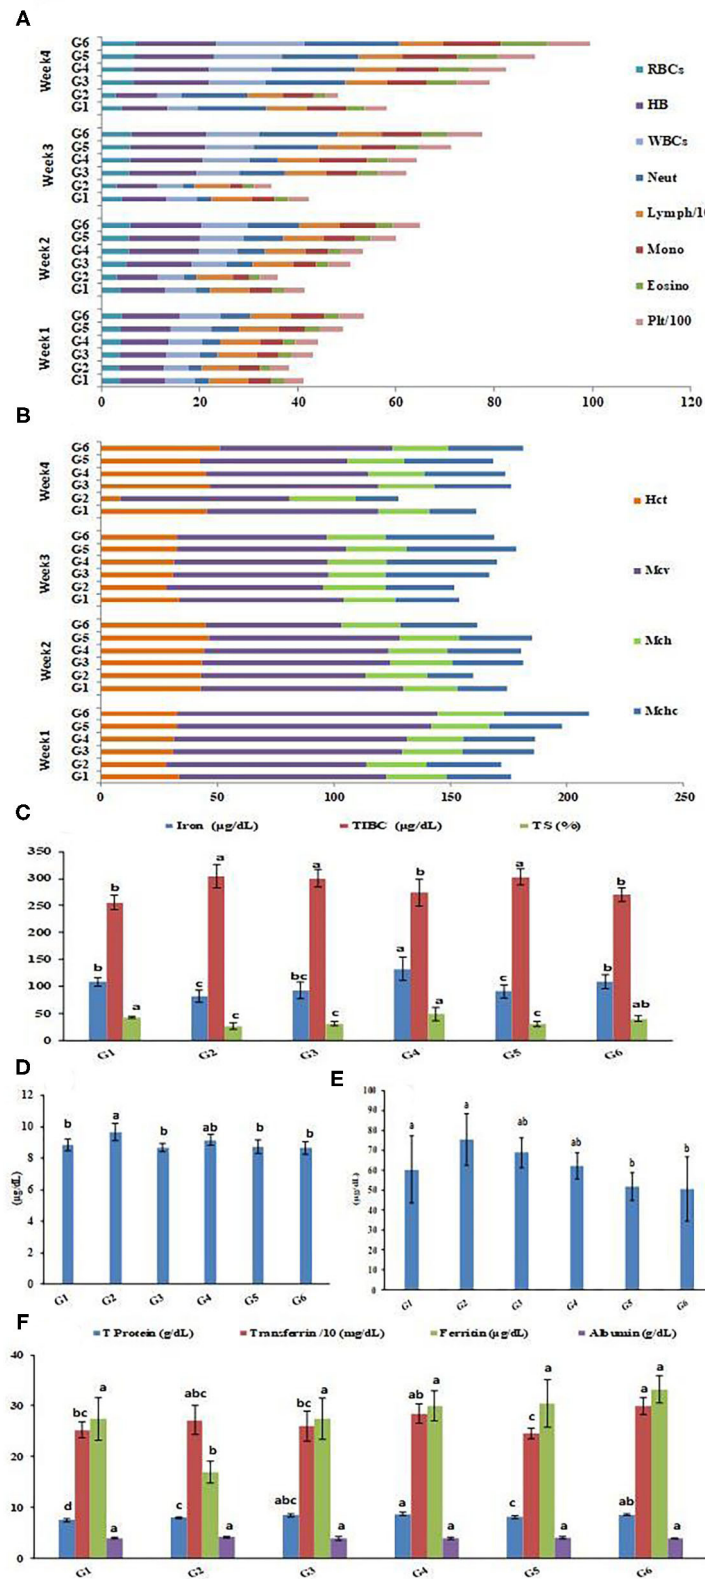 A
Week4
G6
G5
G4
G3
G2
G1
Week3
G6
G5
G4
G3
G2
G1
Week2
G6
G5
G4
G3
G2
G1
Week1
G6
G5
G4
G3
G2
G1
0 20 40 60 80 100 120
RBCs
HB
WBCs
Neut
Lymph/10
Mono
Eosino
Plt/100
B
Week4
G6
G5
G4
G3
G2
G1
Week3
G6
G5
G4
G3
G2
G1
Week2
G6
G5
G4
G3
G2
G1
Week1
G6
G5
G4
G3
G2
G1
0 50 100 150 200 250
Hct
Mcv
Mch
Mchc
C
Iron (µg/dL) TIBC (µg/dL) TS (%)
350
300
250
200
150
100
50
0
b b a
c a c
bc a c
a b a
c a c
b b ab
G1 G2 G3 G4 G5 G6
D
(µg/dL)
12
10
8
6
4
2
0
b a b ab b b
G1 G2 G3 G4 G5 G6
E
(µg/dL)
100
90
80
70
60
50
40
30
20
10
0
a a ab ab b b
G1 G2 G3 G4 G5 G6
F
T Protein (g/dL) Transferrin /10 (mg/dL) Ferritin (µg/dL) Albumin (g/dL)
40
30
20
10
0
d bc a a
c abc b a
abc bc a a
a ab a a
c c a a
ab a a a
G1 G2 G3 G4 G5 G6